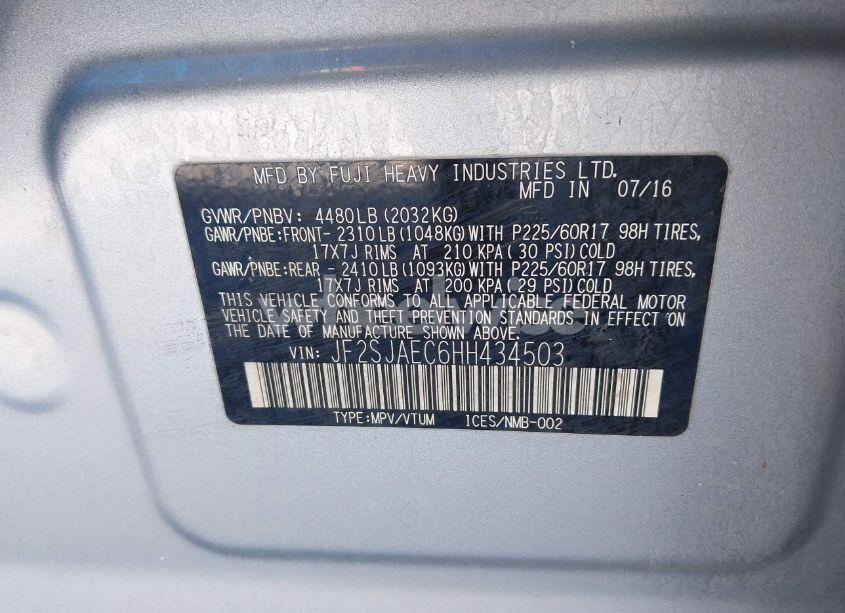 MFD BY FUJI HEAVY INDUSTRIES LTD.
MFD IN 07/16
GVWR/PNBV: 4480LB(2032KG)
GAWR/PNBE:FRONT- 2310LB(1048KG)WITH P225/60R17 98H TIRES,
17X7J RIMS AT 210 KPA( 30 PSI)COLD
GAWR/PNBE:REAR - 2410LB(1093KG)WITH P225/60R17 98H TIRES,
17X7J RIMS AT 200 KPA( 29 PSI)COLD
THIS VEHICLE CONFORMS TO ALL APPLICABLE FEDERAL MOTOR
VEHICLE SAFETY AND THEFT PREVENTION STANDARDS IN EFFECT ON
THE DATE OF MANUFACTURE SHOWN ABOVE.
VIN: JF2SJAEC6HH434503
TYPE:MPV/VTUM ICES/NMB-002